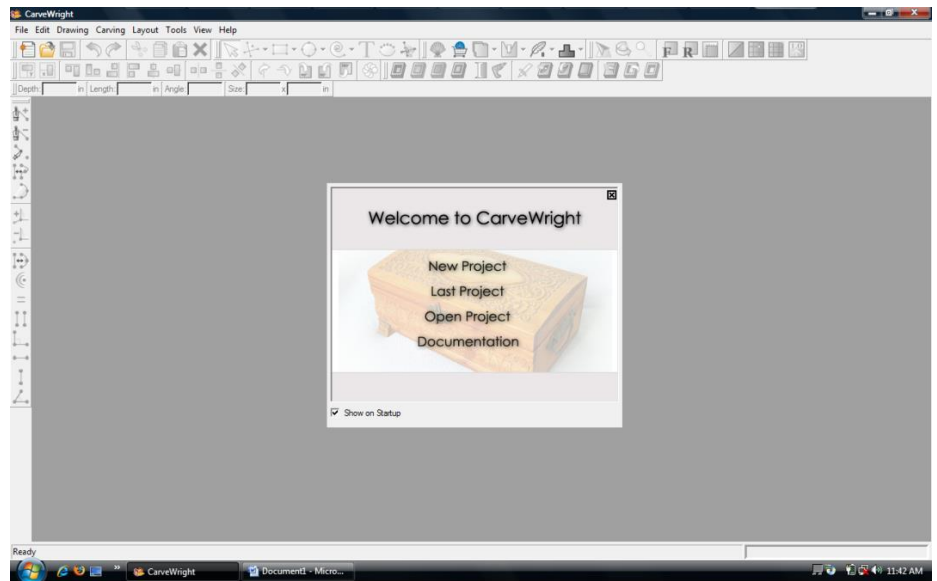 CarveWright
File Edit Drawing Carving Layout Tools View Help
Depth: in Length: in Angle: Size: x in
Welcome to CarveWright
New Project
Last Project
Open Project
Documentation
Show on Startup
Ready
CarveWright Document1 - Micro... 11:42 AM